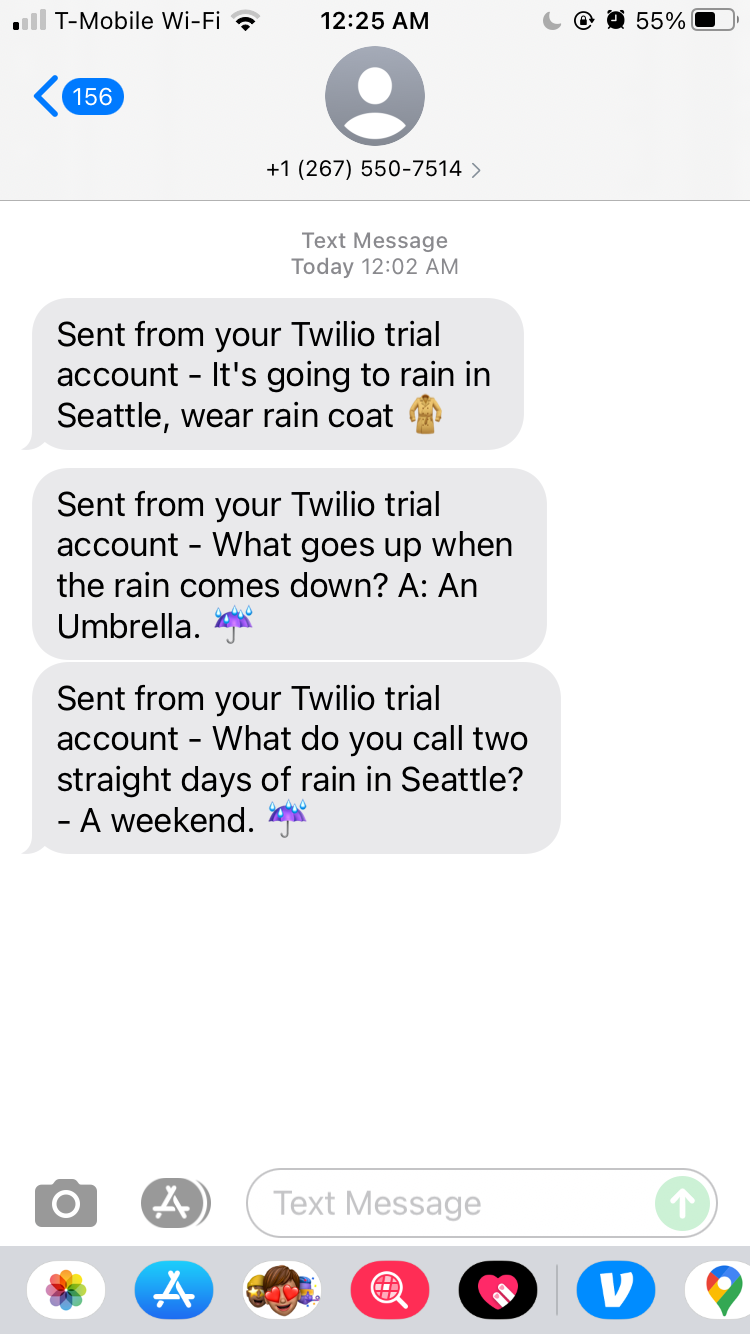 T-Mobile Wi-Fi 12:25 AM 55%
156
+1 (267) 550-7514
Text Message
Today 12:02 AM
Sent from your Twilio trial
account - It's going to rain in
Seattle, wear rain coat 🧥
Sent from your Twilio trial
account - What goes up when
the rain comes down? A: An
Umbrella. ☔
Sent from your Twilio trial
account - What do you call two
straight days of rain in Seattle?
- A weekend. ☔
Text Message